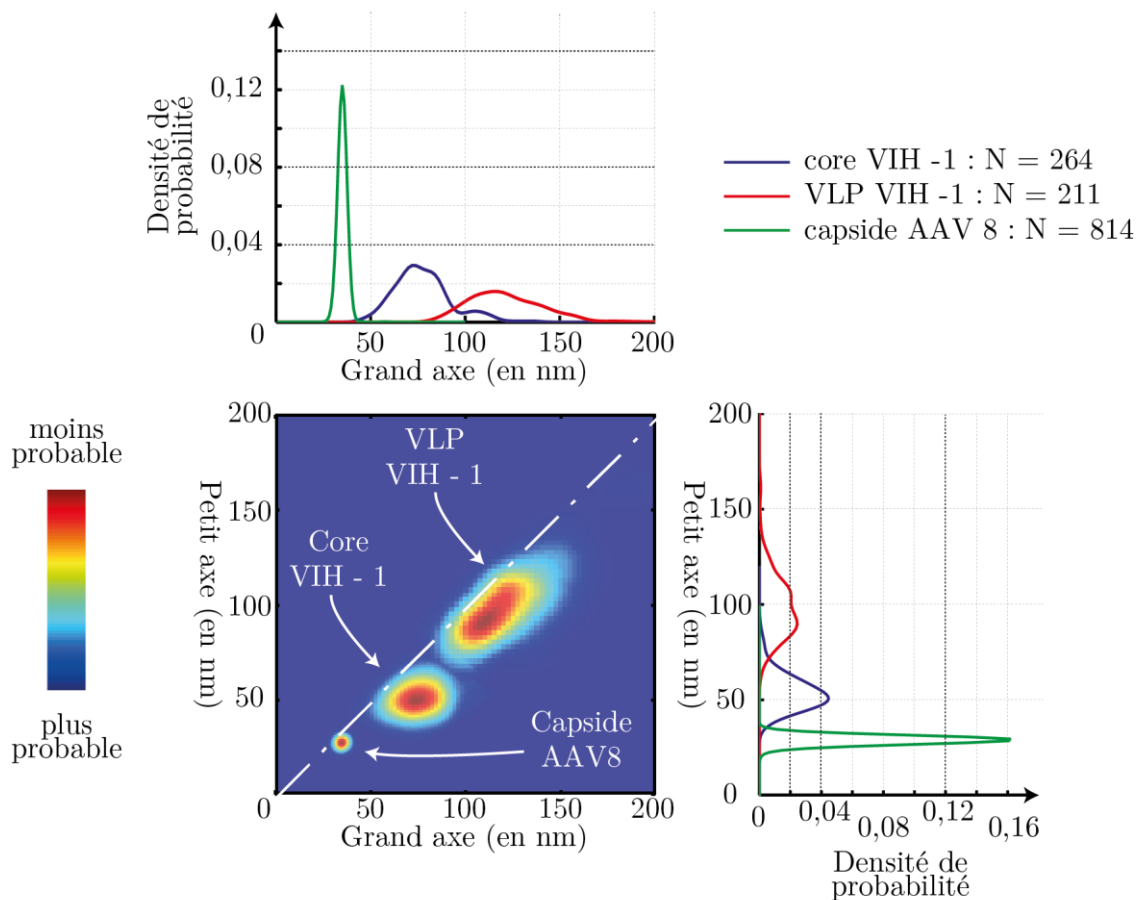 Densité de
probabilité
0,12
0,08
0,04
0
50
100
150
200
Grand axe (en nm)
core VIH -1 : N = 264
VLP VIH -1 : N = 211
capside AAV 8 : N = 814
moins
probable
plus
probable
Petit axe (en nm)
200
150
100
50
0
VLP
VIH - 1
Core
VIH - 1
Capside
AAV8
0
50
100
150
200
Grand axe (en nm)
Petit axe (en nm)
200
150
100
50
0
0
0,04
0,08
0,12
0,16
Densité de
probabilité